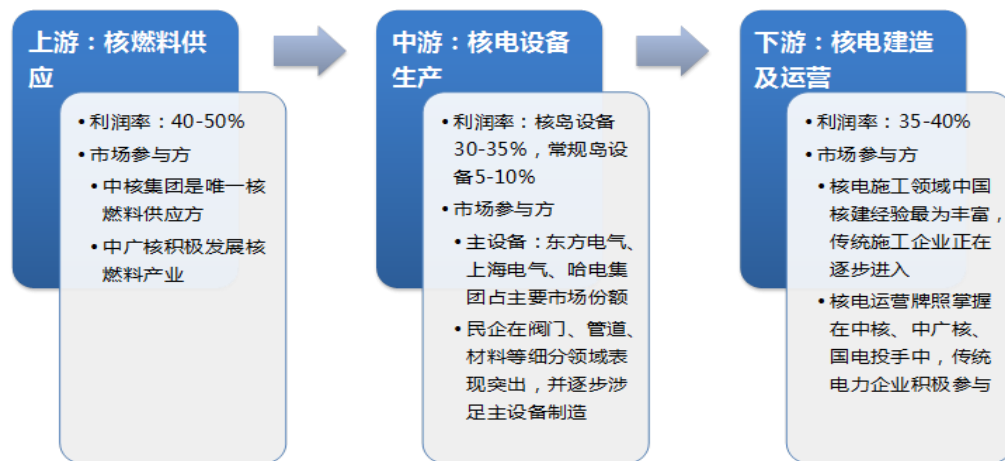 上游：核燃料供
应
• 利润率：40-50%
• 市场参与方
• 中核集团是唯一核
燃料供应方
• 中广核积极发展核
燃料产业
中游：核电设备
生产
• 利润率：核岛设备
30-35%，常规岛设
备5-10%
• 市场参与方
• 主设备：东方电气、
上海电气、哈电集
团占主要市场份额
• 民企在阀门、管道、
材料等细分领域表
现突出，并逐步涉
足主设备制造
下游：核电建造
及运营
• 利润率：35-40%
• 市场参与方
• 核电施工领域中国
核建经验最为丰富，
传统施工企业正在
逐步进入
• 核电运营牌照掌握
在中核、中广核、
国电投手中，传统
电力企业积极参与